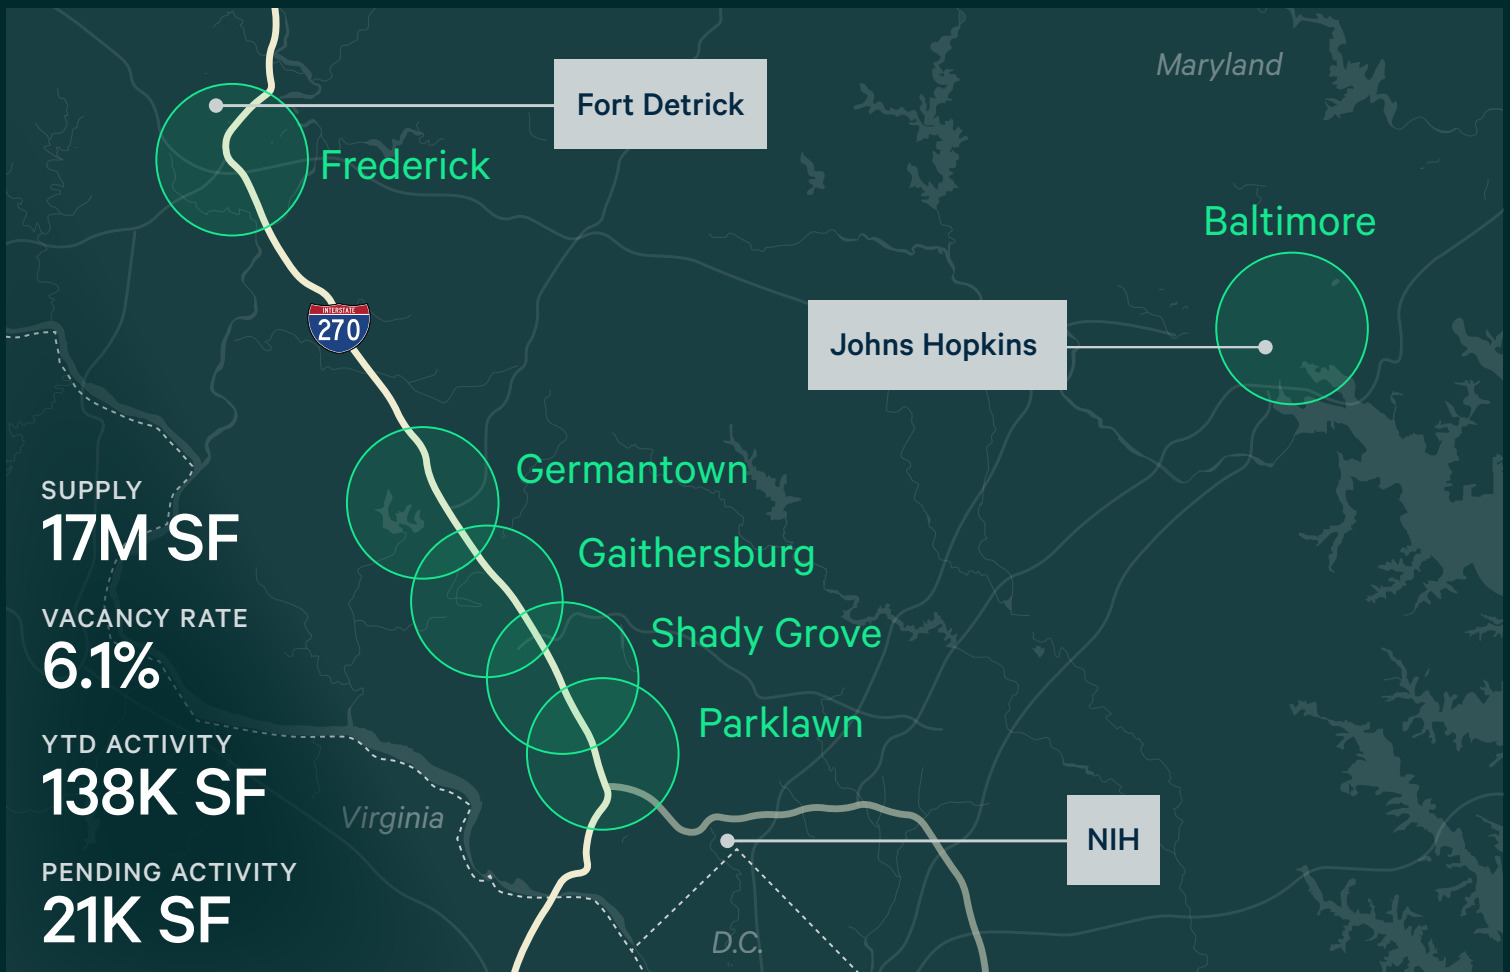 Maryland
Fort Detrick
Frederick
Baltimore
INTERSTATE
270
Johns Hopkins
Germantown
SUPPLY
17M SF
Gaithersburg
VACANCY RATE
6.1%
Shady Grove
Parklawn
YTD ACTIVITY
138K SF
Virginia
NIH
PENDING ACTIVITY
21K SF
D.C.